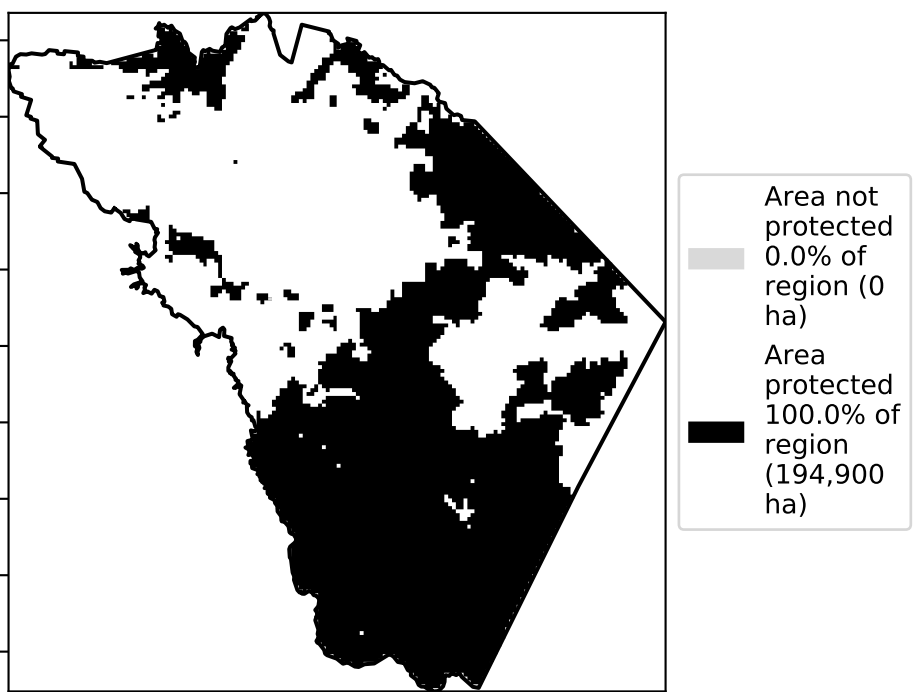 Area not
protected
0.0% of
region (0
ha)
Area
protected
100.0% of
region
(194,900
ha)